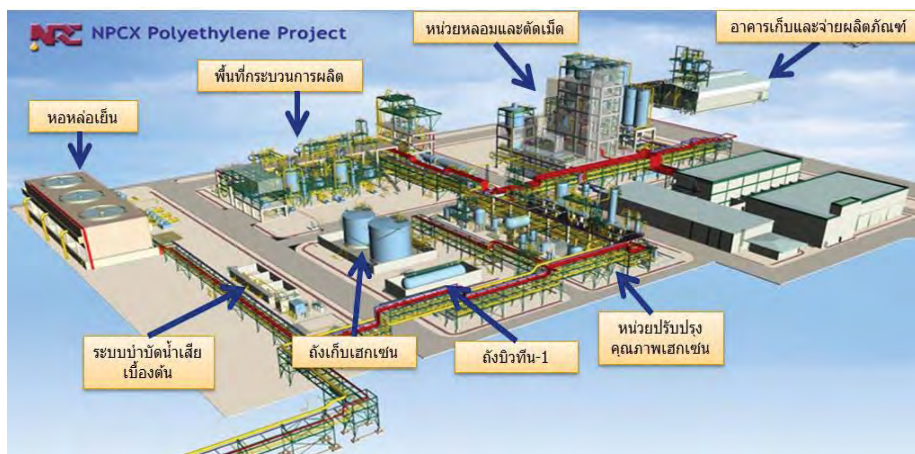 NPC NPCX Polyethylene Project
หน่วยหลอมและตัดเม็ด
อาคารเก็บและจ่ายผลิตภัณฑ์
พื้นที่กระบวนการผลิต
หอหล่อเย็น
ระบบบำบัดน้ำเสีย
เบื้องต้น
ถังเก็บเฮกเซน
ถังบิวทีน-1
หน่วยปรับปรุง
คุณภาพเฮกเซน